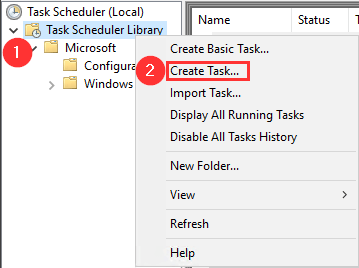 Task Scheduler (Local)
Name
Status
Task Scheduler Library
1
Microsoft
Configura
Windows
Create Basic Task...
2
Create Task...
Import Task...
Display All Running Tasks
Disable All Tasks History
New Folder...
View
Refresh
Help